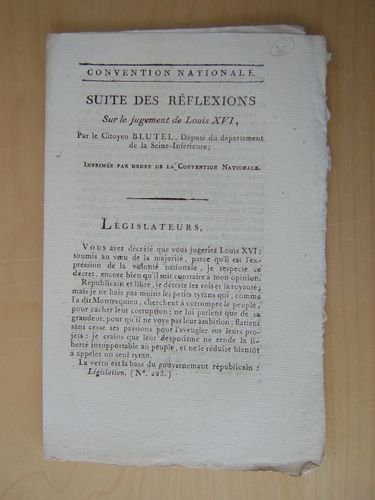 CONVENTION NATIONALE.
SUITE DES RÉFLEXIONS
Sur le jugement de Louis XVI,
Par le Citoyen BLUTEL, Député du département
de la Seine-Inférieure;
IMPRIMÉE PAR ORDRE DE LA CONVENTION NATIONALE.
LÉGISLATEURS,
Vous avez décrété que vous jugeriez Louis XVI:
soumis au vœu de la majorité, parce qu'il est l'ex-
pression de la volonté nationale, je respecte ce
décret, encore bien qu'il soit contraire à mon opinion.
Républicain et libre, je déteste les rois et la royauté;
mais je ne hais pas moins les petits tyrans qui, comme
l'a dit Montesquieu, cherchent à corrompre le peuple,
pour cacher leur corruption; ne lui parlent que de sa
grandeur, pour qu'il ne voye pas leur ambition; flattent
sans cesse ses passions pour l'aveugler sur leurs pro-
jets: je crains que leur despotisme ne rende la li-
berté insupportable au peuple, et ne le réduise bientôt
à appeler un seul tyran.
La vertu est la base du gouvernement républicain:
Législation. (N°. 223.)